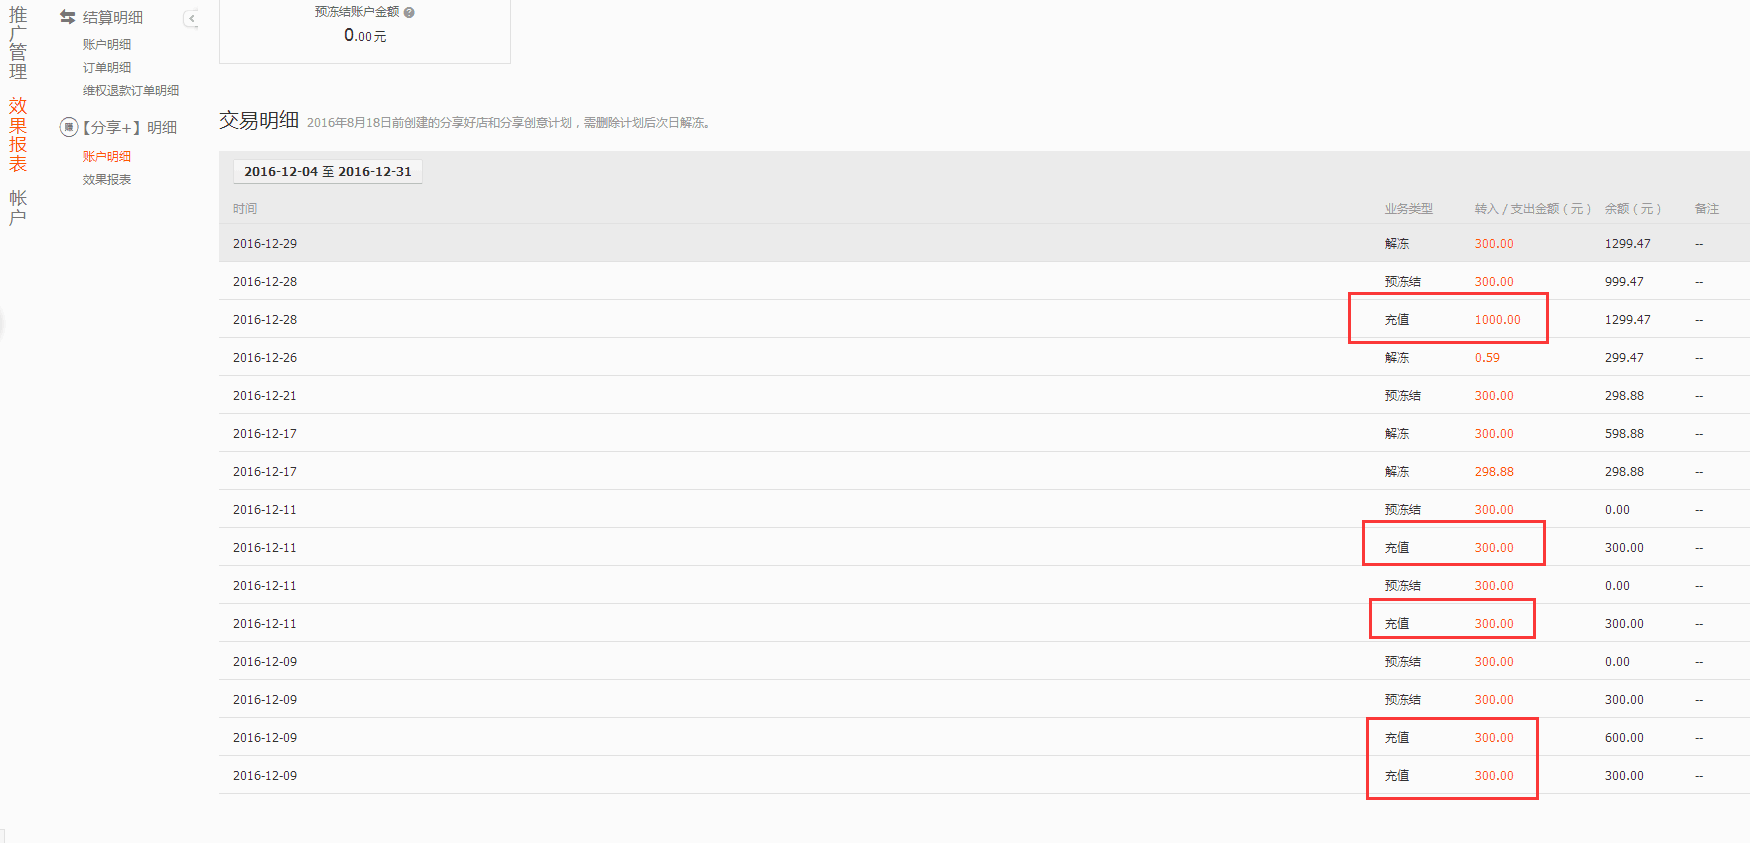 推广管理
效果报表
帐户
结算明细
账户明细
订单明细
维权退款订单明细
【分享+】明细
账户明细
效果报表
预冻结账户金额
0.00元
交易明细 2016年8月18日前创建的分享好店和分享创意计划，需删除计划后次日解冻。
2016-12-04 至 2016-12-31
时间 业务类型 转入 / 支出金额（元） 余额（元） 备注
2016-12-29 解冻 300.00 1299.47 --
2016-12-28 预冻结 300.00 999.47 --
2016-12-28 充值 1000.00 1299.47 --
2016-12-26 解冻 0.59 299.47 --
2016-12-21 预冻结 300.00 298.88 --
2016-12-17 解冻 300.00 598.88 --
2016-12-17 解冻 298.88 298.88 --
2016-12-11 预冻结 300.00 0.00 --
2016-12-11 充值 300.00 300.00 --
2016-12-11 预冻结 300.00 0.00 --
2016-12-11 充值 300.00 300.00 --
2016-12-09 预冻结 300.00 0.00 --
2016-12-09 预冻结 300.00 300.00 --
2016-12-09 充值 300.00 600.00 --
2016-12-09 充值 300.00 300.00 --